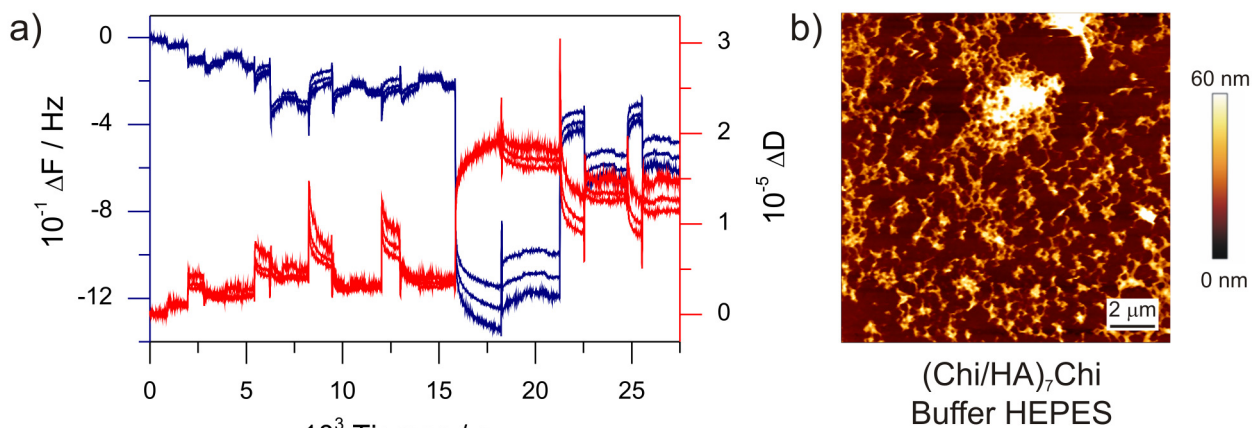 a)
0
-4
-8
-12
10⁻¹ ΔF / Hz
3
2
1
0
10⁻⁵ ΔD
0 5 10 15 20 25
b)
60 nm
0 nm
2 μm
(Chi/HA)₇Chi
Buffer HEPES